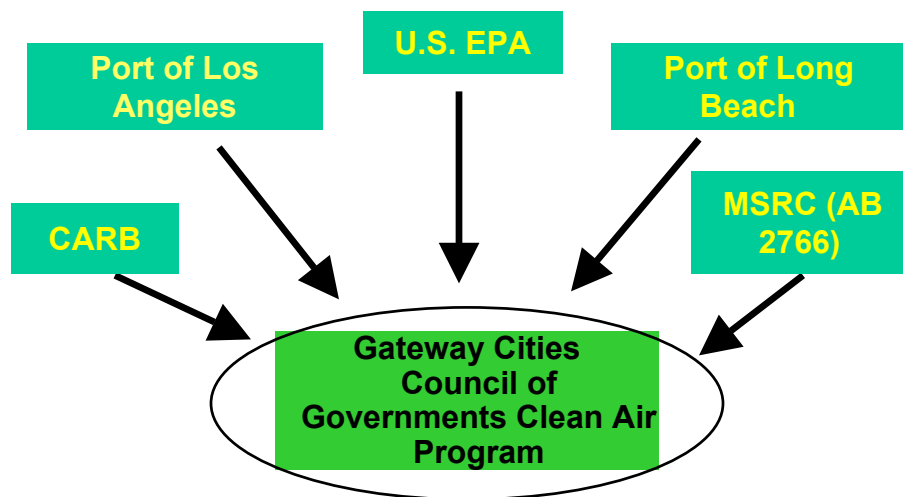 U.S. EPA
Port of Los
Angeles
Port of Long
Beach
CARB
MSRC (AB
2766)
Gateway Cities
Council of
Governments Clean Air
Program